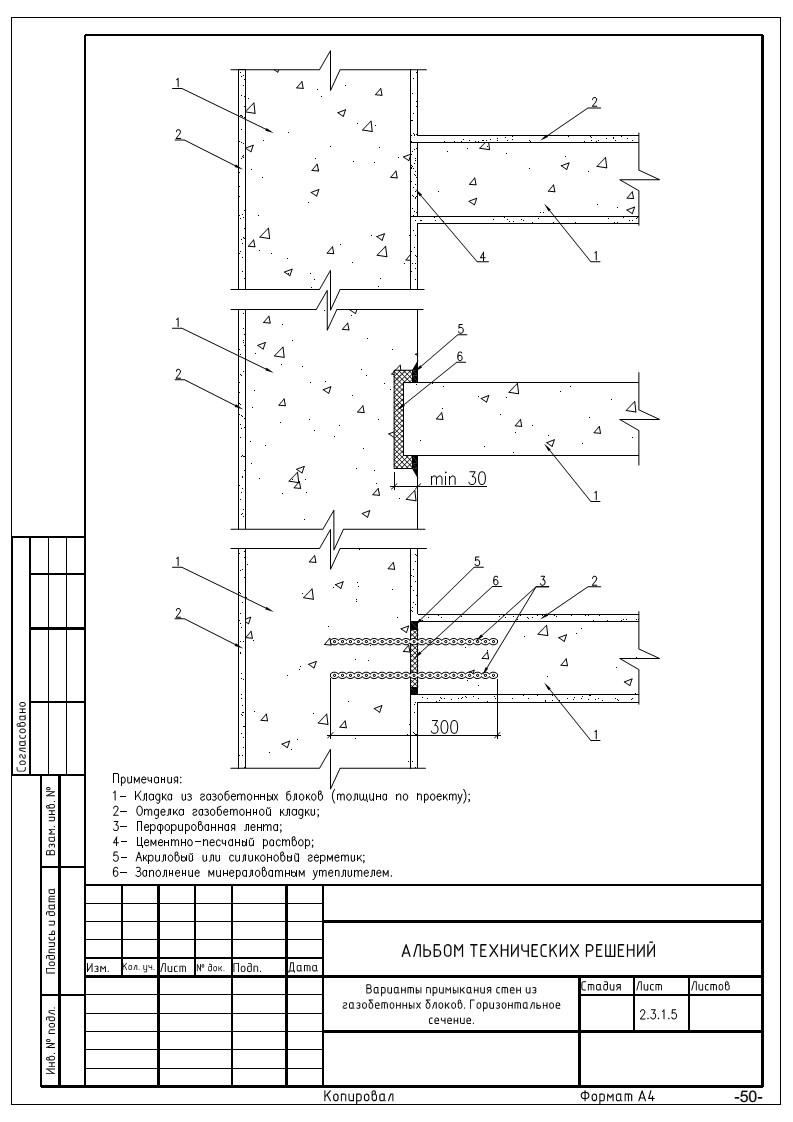 1
2
2
4
1
1
2
5
6
min 30
1
1
2
5
6
3
2
300
1
Примечания:
1— Кладка из газобетонных блоков (толщина по проекту);
2— Отделка газобетонной кладки;
3— Перфорированная лента;
4— Цементно-песчаный раствор;
5— Акриловый или силиконовый герметик;
6— Заполнение минераловатным утеплителем.
Согласовано
Взам. инв. №
Подпись и дата
Инв. № подл.
Изм. Кол. уч. Лист № док. Подп. Дата
АЛЬБОМ ТЕХНИЧЕСКИХ РЕШЕНИЙ
Варианты примыкания стен из
газобетонных блоков. Горизонтальное
сечение.
Стадия Лист Листов
2.3.1.5
Копировал Формат А4 -50-